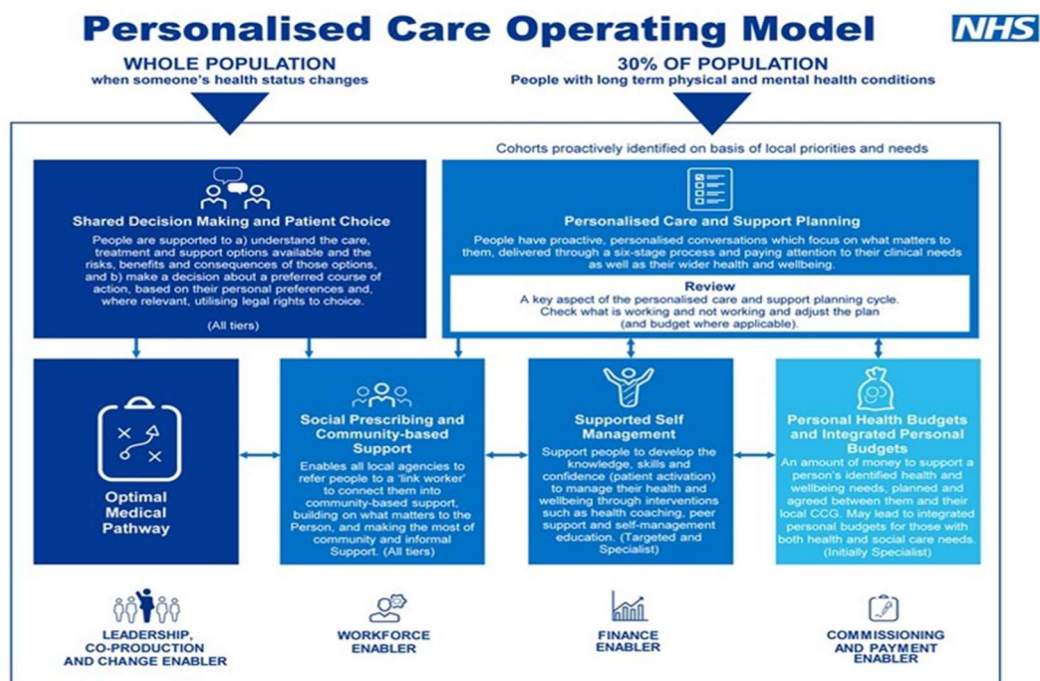 Personalised Care Operating Model
NHS
WHOLE POPULATION
when someone's health status changes
30% OF POPULATION
People with long term physical and mental health conditions
Cohorts proactively identified on basis of local priorities and needs
Shared Decision Making and Patient Choice
People are supported to a) understand the care,
treatment and support options available and the
risks, benefits and consequences of those options,
and b) make a decision about a preferred course of
action, based on their personal preferences and,
where relevant, utilising legal rights to choice.
(All tiers)
Personalised Care and Support Planning
People have proactive, personalised conversations which focus on what matters to
them, delivered through a six-stage process and paying attention to their clinical needs
as well as their wider health and wellbeing.
Review
A key aspect of the personalised care and support planning cycle.
Check what is working and not working and adjust the plan
(and budget where applicable).
Optimal
Medical
Pathway
Social Prescribing and
Community-based
Support
Enables all local agencies to
refer people to a 'link worker'
to connect them into
community-based support,
building on what matters to the
Person, and making the most of
community and informal
Support. (All tiers)
Supported Self
Management
Support people to develop the
knowledge, skills and
confidence (patient activation)
to manage their health and
wellbeing through interventions
such as health coaching, peer
support and self-management
education. (Targeted and
Specialist)
Personal Health Budgets
and Integrated Personal
Budgets
An amount of money to support a
person's identified health and
wellbeing needs, planned and
agreed between them and their
local CCG. May lead to integrated
personal budgets for those with
both health and social care needs.
(Initially Specialist)
LEADERSHIP,
CO-PRODUCTION
AND CHANGE ENABLER
WORKFORCE
ENABLER
FINANCE
ENABLER
COMMISSIONING
AND PAYMENT
ENABLER